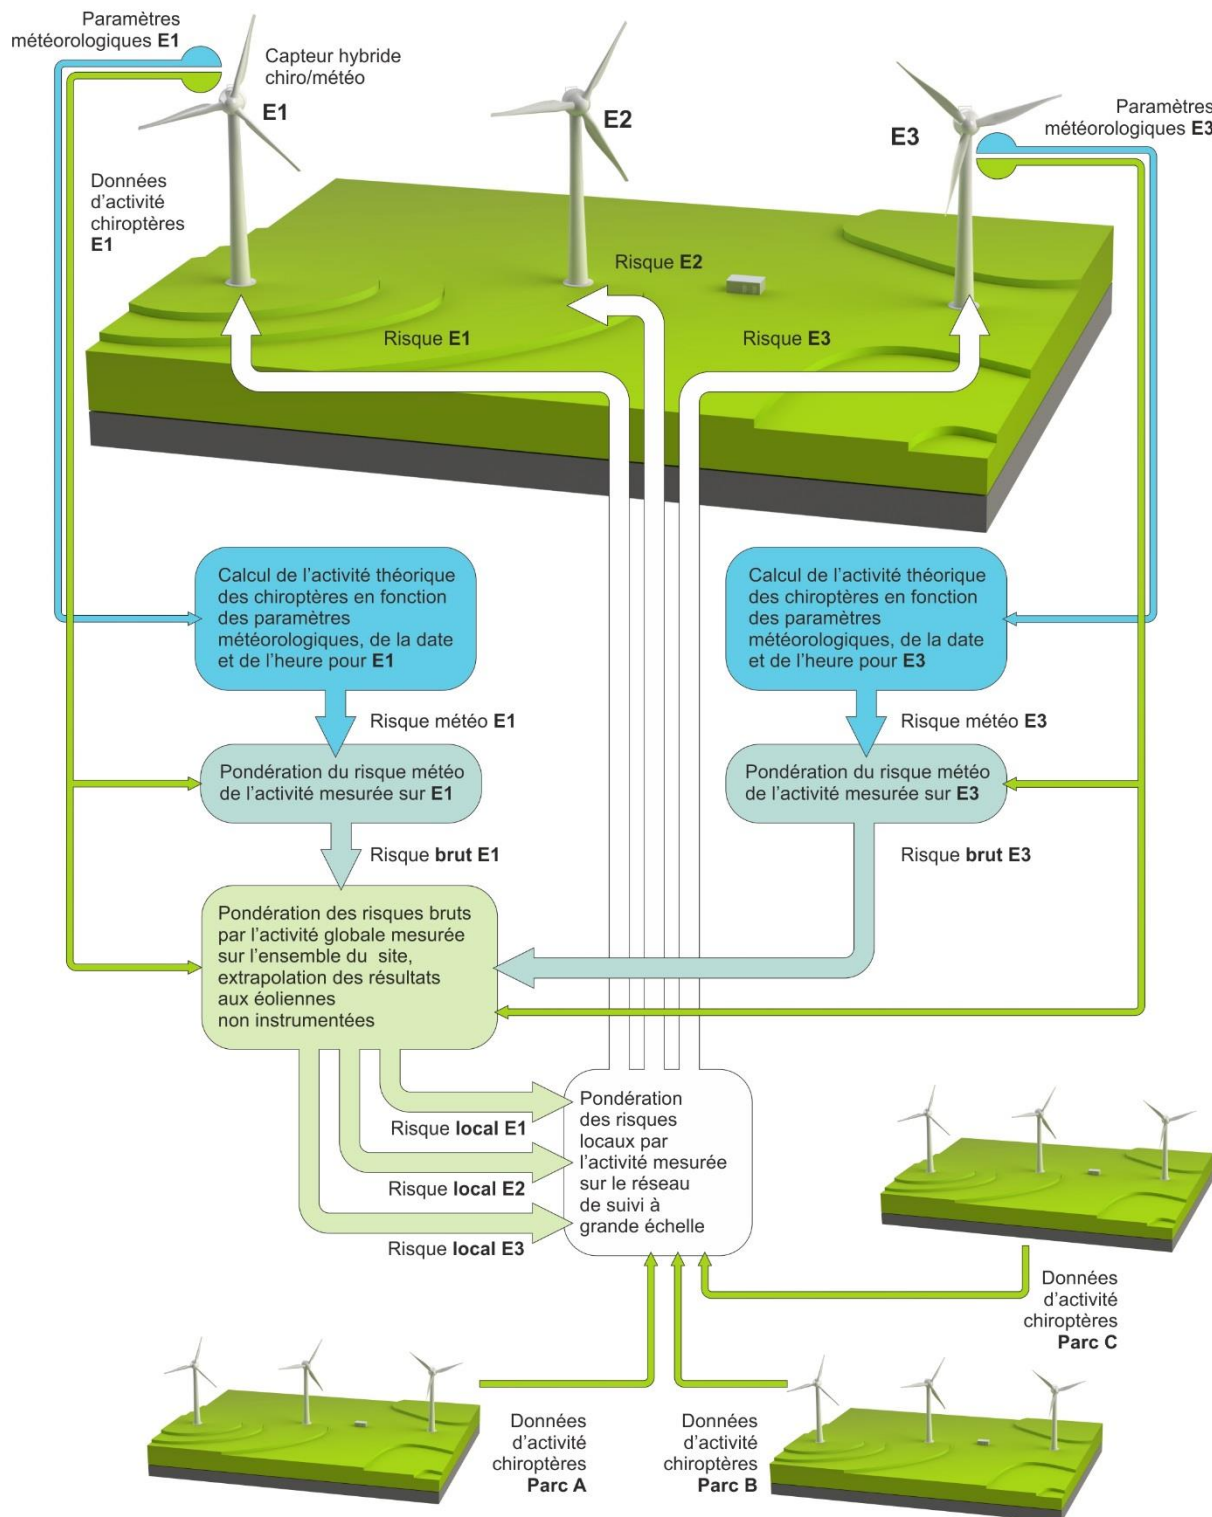 Paramètres
météorologiques E1
Capteur hybride
chiro/météo
E1
E2
E3
Paramètres
météorologiques E3
Données
d'activité
chiroptères
E1
Risque E2
Risque E1
Risque E3
Calcul de l'activité théorique
des chiroptères en fonction
des paramètres
météorologiques, de la date
et de l'heure pour E1
Calcul de l'activité théorique
des chiroptères en fonction
des paramètres
météorologiques, de la date
et de l'heure pour E3
Risque météo E1
Risque météo E3
Pondération du risque météo
de l'activité mesurée sur E1
Pondération du risque météo
de l'activité mesurée sur E3
Risque brut E1
Risque brut E3
Pondération des risques bruts
par l'activité globale mesurée
sur l'ensemble du site,
extrapolation des résultats
aux éoliennes
non instrumentées
Risque local E1
Risque local E2
Risque local E3
Pondération
des risques
locaux par
l'activité mesurée
sur le réseau
de suivi à
grande échelle
Données
d'activité
chiroptères
Parc C
Données
d'activité
chiroptères
Parc A
Données
d'activité
chiroptères
Parc B